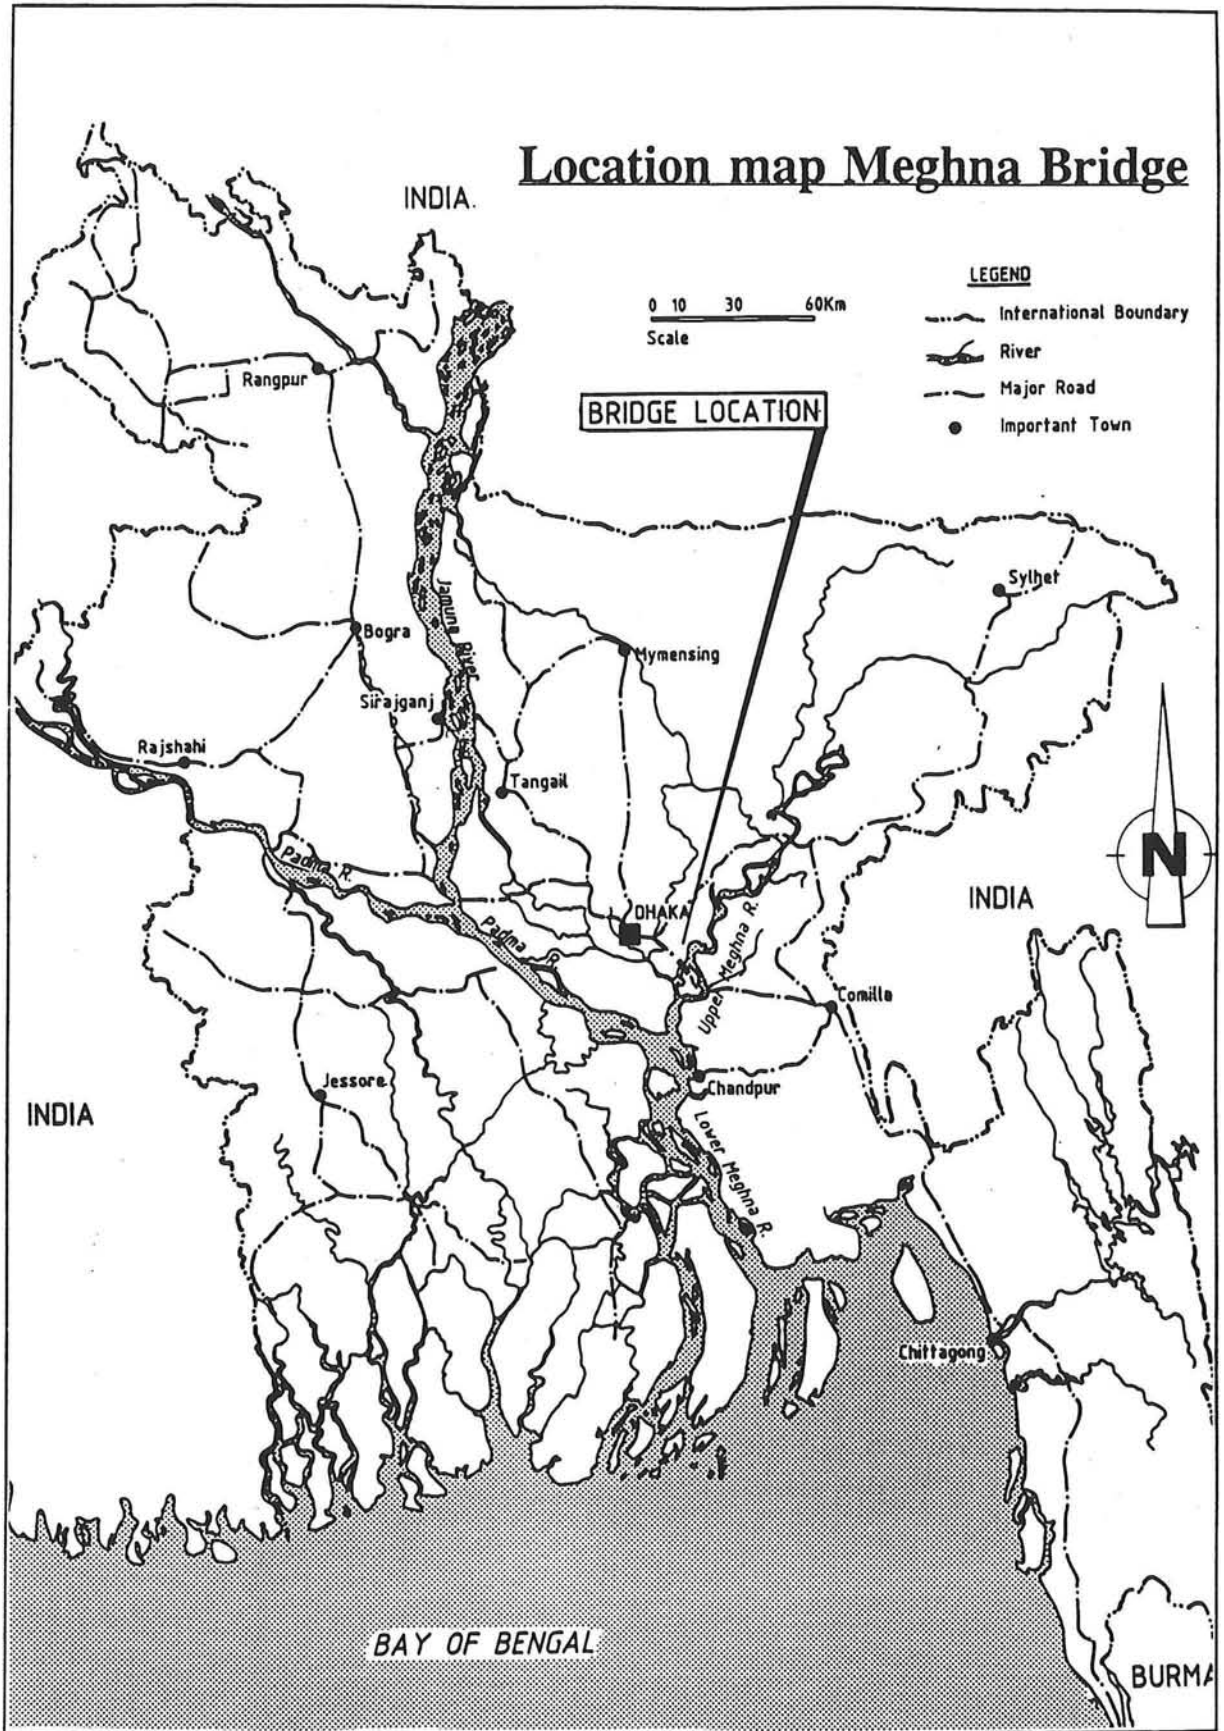 Location map Meghna Bridge
INDIA.
LEGEND
0 10 30 60Km
Scale
International Boundary
River
Major Road
Important Town
BRIDGE LOCATION
Rangpur
Sylhet
Jamuna River
Bogra
Mymensing
Sirajganj
Rajshahi
Tangail
Padma R.
N
INDIA
DHAKA
Padma R
Upper Meghna R.
Comilla
Jessore
Chandpur
INDIA
Lower Meghna R.
Chittagong
BAY OF BENGAL
BURMA